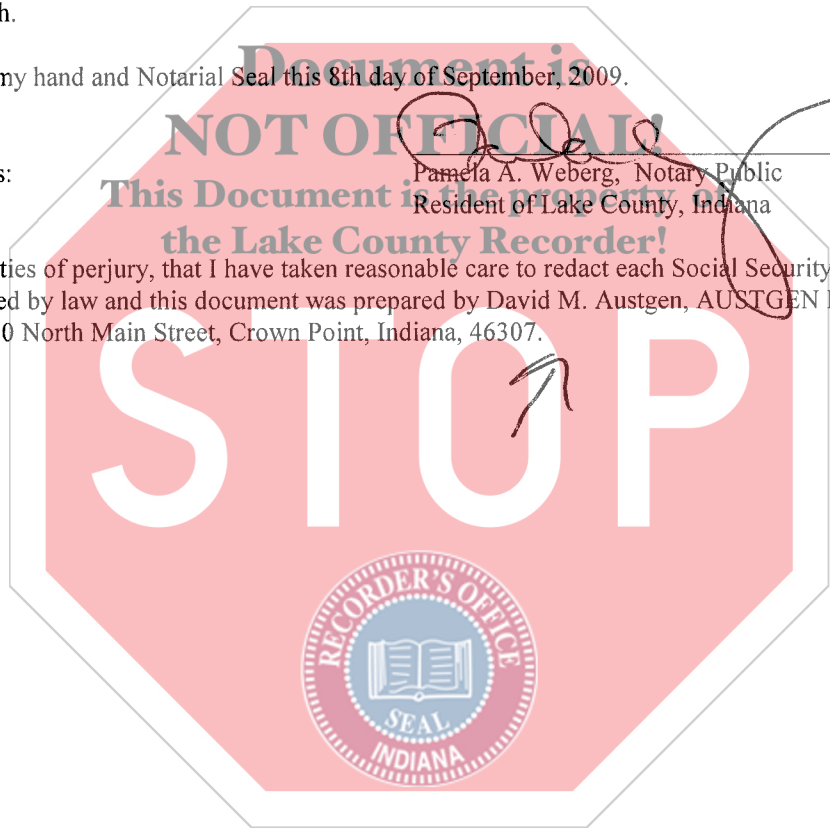 h.
Document is
my hand and Notarial Seal this 8th day of September, 2009.
NOT OFFICIAL!
s:
Pamela A. Weberg, Notary Public
This Document is the property of
Resident of Lake County, Indiana
the Lake County Recorder!
ties of perjury, that I have taken reasonable care to redact each Social Security
ed by law and this document was prepared by David M. Austgen, AUSTGEN
0 North Main Street, Crown Point, Indiana, 46307.
STOP
RECORDER'S OFFICE
SEAL
INDIANA